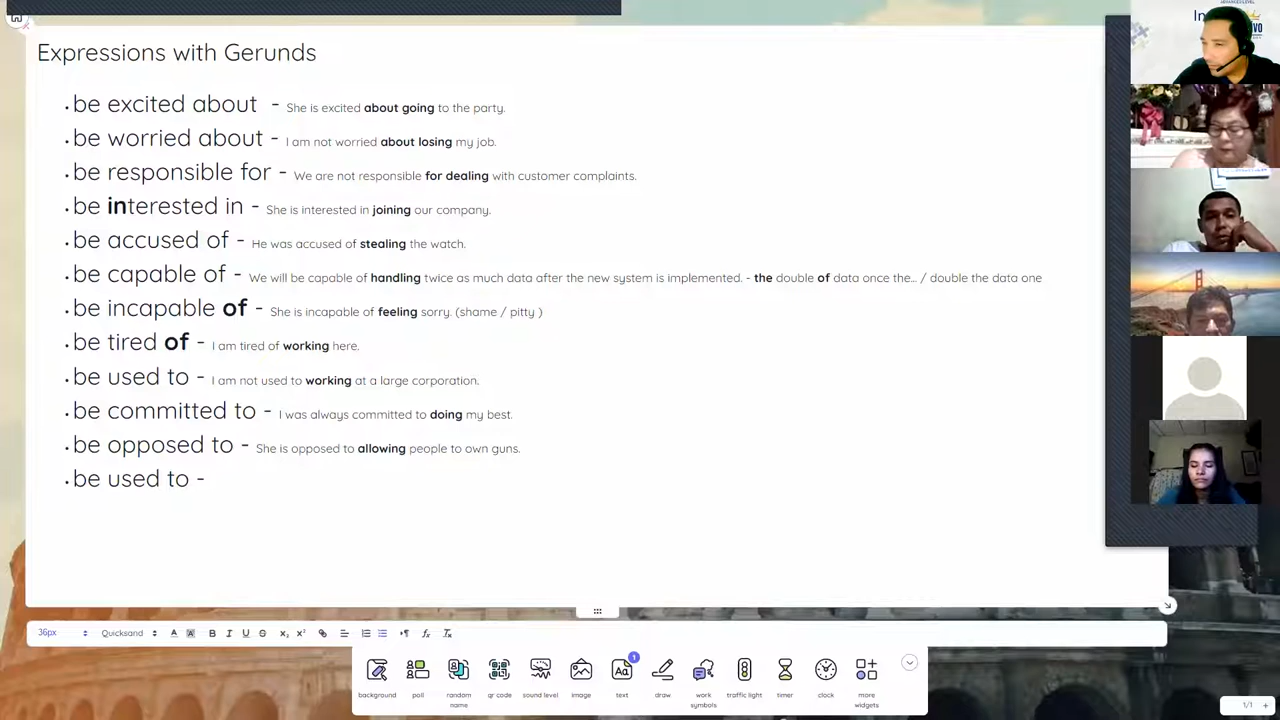 Expressions with Gerunds
• be excited about - She is excited about going to the party.
• be worried about - I am not worried about losing my job.
• be responsible for - We are not responsible for dealing with customer complaints.
• be interested in - She is interested in joining our company.
• be accused of - He was accused of stealing the watch.
• be capable of - We will be capable of handling twice as much data after the new system is implemented. - the double of data once the... / double the data one
• be incapable of - She is incapable of feeling sorry. (shame / pitty )
• be tired of - I am tired of working here.
• be used to - I am not used to working at a large corporation.
• be committed to - I was always committed to doing my best.
• be opposed to - She is opposed to allowing people to own guns.
• be used to -
36px Quicksand
background poll random name qr code sound level image text draw work symbols traffic light timer clock more widgets
1
1/1 +